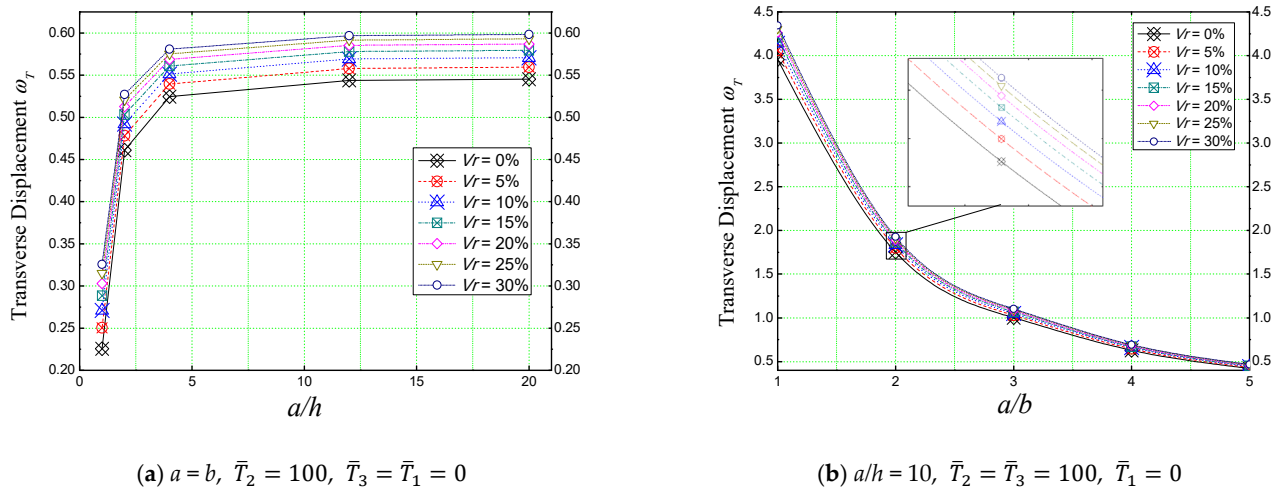 Transverse Displacement ω_T
0.60
0.55
0.50
0.45
0.40
0.35
0.30
0.25
0.20
0.60
0.55
0.50
0.45
0.40
0.35
0.30
0.25
0.20
Vr = 0%
Vr = 5%
Vr = 10%
Vr = 15%
Vr = 20%
Vr = 25%
Vr = 30%
0 5 10 15 20
a/h
(a) a = b, T̄₂ = 100, T̄₃ = T̄₁ = 0
Transverse Displacement ω_T
4.5
4.0
3.5
3.0
2.5
2.0
1.5
1.0
0.5
4.5
4.0
3.5
3.0
2.5
2.0
1.5
1.0
0.5
Vr = 0%
Vr = 5%
Vr = 10%
Vr = 15%
Vr = 20%
Vr = 25%
Vr = 30%
1 2 3 4 5
a/b
(b) a/h = 10, T̄₂ = T̄₃ = 100, T̄₁ = 0